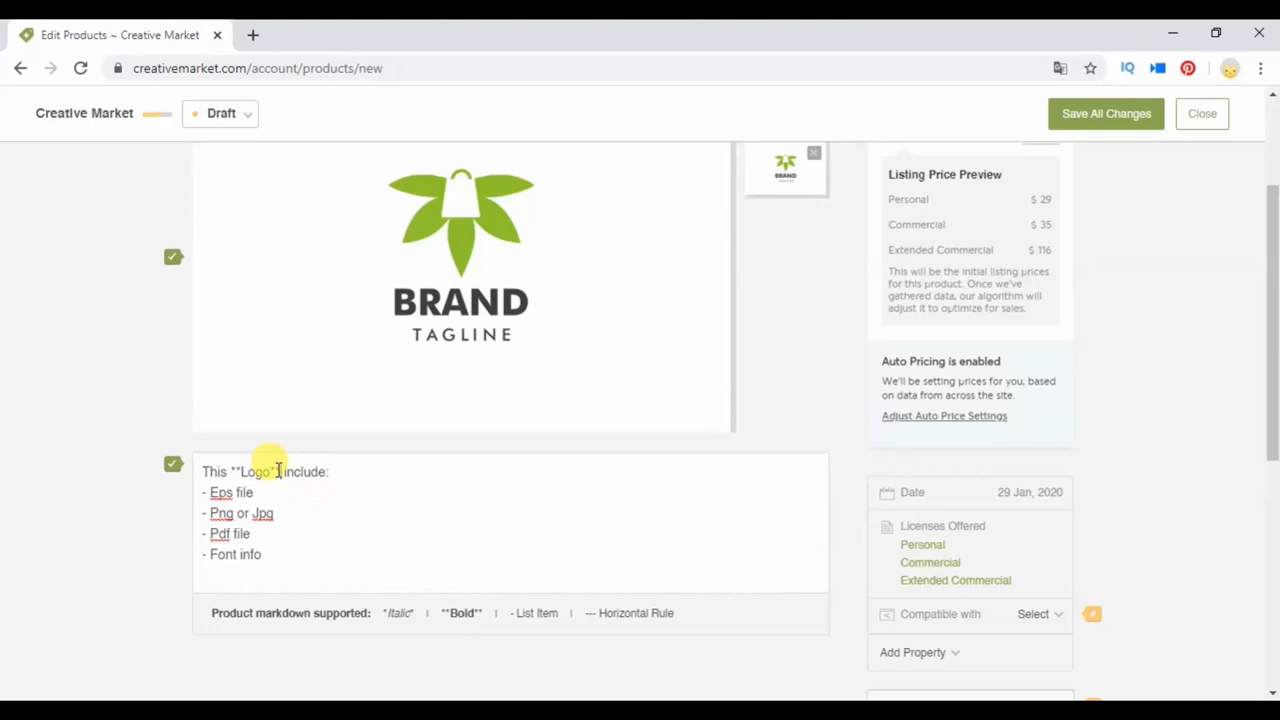 Edit Products ~ Creative Market
creativemarket.com/account/products/new
IQ
Creative Market
Draft
Save All Changes
Close
BRAND
TAGLINE
BRAND
Listing Price Preview
Personal $ 29
Commercial $ 35
Extended Commercial $ 116
This will be the initial listing prices
for this product. Once we've
gathered data, our algorithm will
adjust it to optimize for sales.
Auto Pricing is enabled
We'll be setting prices for you, based
on data from across the site.
Adjust Auto Price Settings
This **Logo** include:
- Eps file
- Png or Jpg
- Pdf file
- Font info
Product markdown supported: *Italic* | **Bold** | - List Item | --- Horizontal Rule
Date 29 Jan, 2020
Licenses Offered
Personal
Commercial
Extended Commercial
Compatible with Select
Add Property